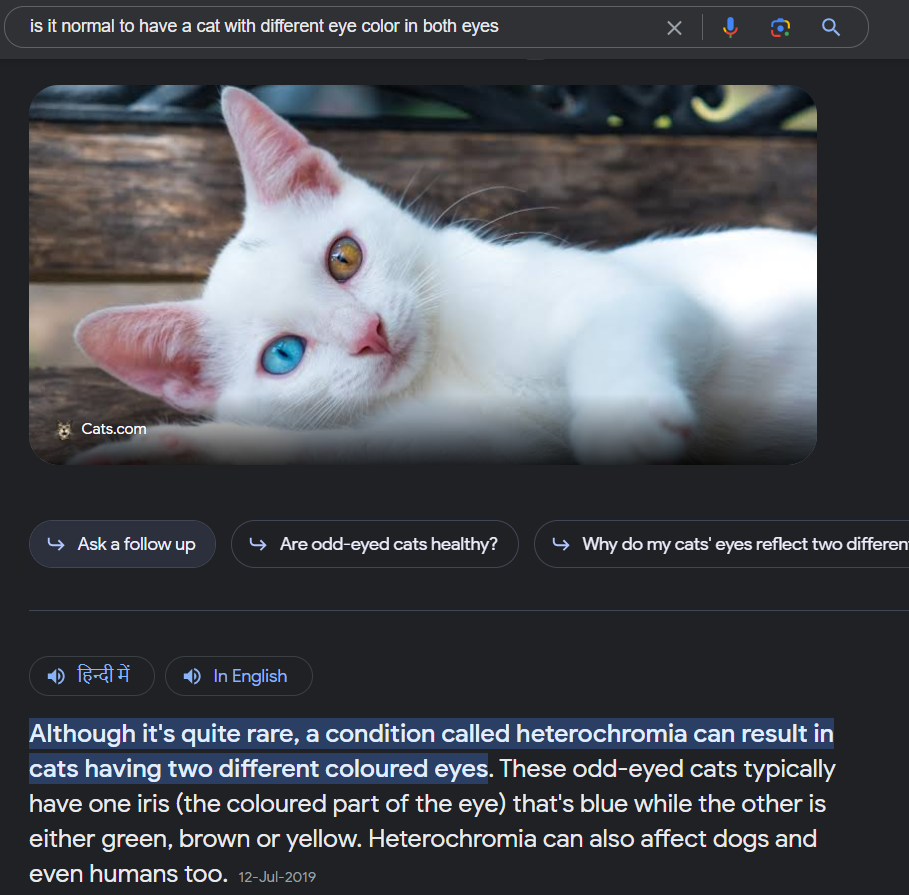 is it normal to have a cat with different eye color in both eyes
Cats.com
Ask a follow up
Are odd-eyed cats healthy?
Why do my cats' eyes reflect two different
हिन्दी में
In English
Although it's quite rare, a condition called heterochromia can result in
cats having two different coloured eyes. These odd-eyed cats typically
have one iris (the coloured part of the eye) that's blue while the other is
either green, brown or yellow. Heterochromia can also affect dogs and
even humans too. 12-Jul-2019